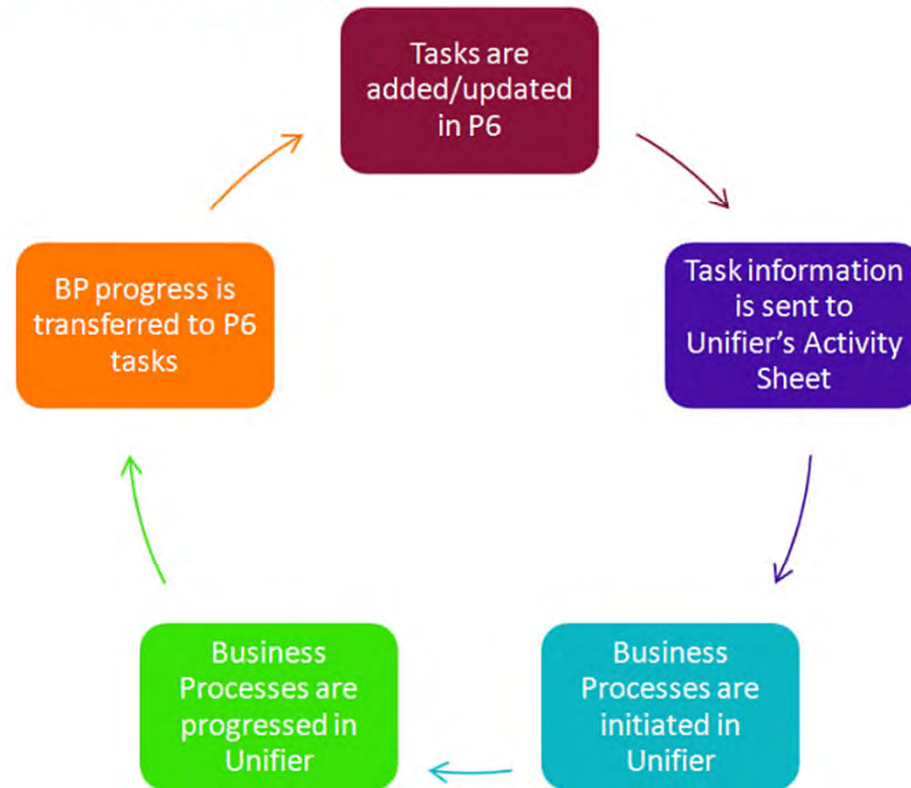 Tasks are
added/updated
in P6
Task information
is sent to
Unifier's Activity
Sheet
Business
Processes are
initiated in
Unifier
Business
Processes are
progressed in
Unifier
BP progress is
transferred to P6
tasks